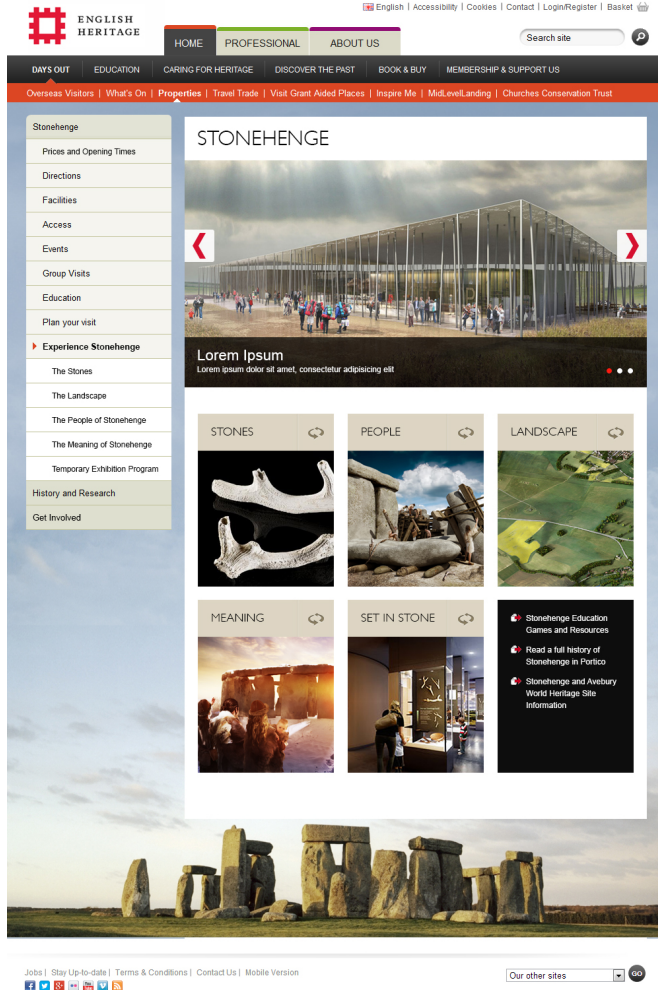 English | Accessibility | Cookies | Contact | Login/Register | Basket
ENGLISH
HERITAGE
HOME
PROFESSIONAL
ABOUT US
Search site
DAYS OUT
EDUCATION
CARING FOR HERITAGE
DISCOVER THE PAST
BOOK & BUY
MEMBERSHIP & SUPPORT US
Overseas Visitors | What's On | Properties | Travel Trade | Visit Grant Aided Places | Inspire Me | MidLevelLanding | Churches Conservation Trust
Stonehenge
Prices and Opening Times
Directions
Facilities
Access
Events
Group Visits
Education
Plan your visit
Experience Stonehenge
The Stones
The Landscape
The People of Stonehenge
The Meaning of Stonehenge
Temporary Exhibition Program
History and Research
Get Involved
STONEHENGE
Lorem Ipsum
Lorem ipsum dolor sit amet, consectetur adipisicing elit
STONES
PEOPLE
LANDSCAPE
MEANING
SET IN STONE
Stonehenge Education
Games and Resources
Read a full history of
Stonehenge in Portico
Stonehenge and Avebury
World Heritage Site
Information
Jobs | Stay Up-to-date | Terms & Conditions | Contact Us | Mobile Version
Our other sites
GO